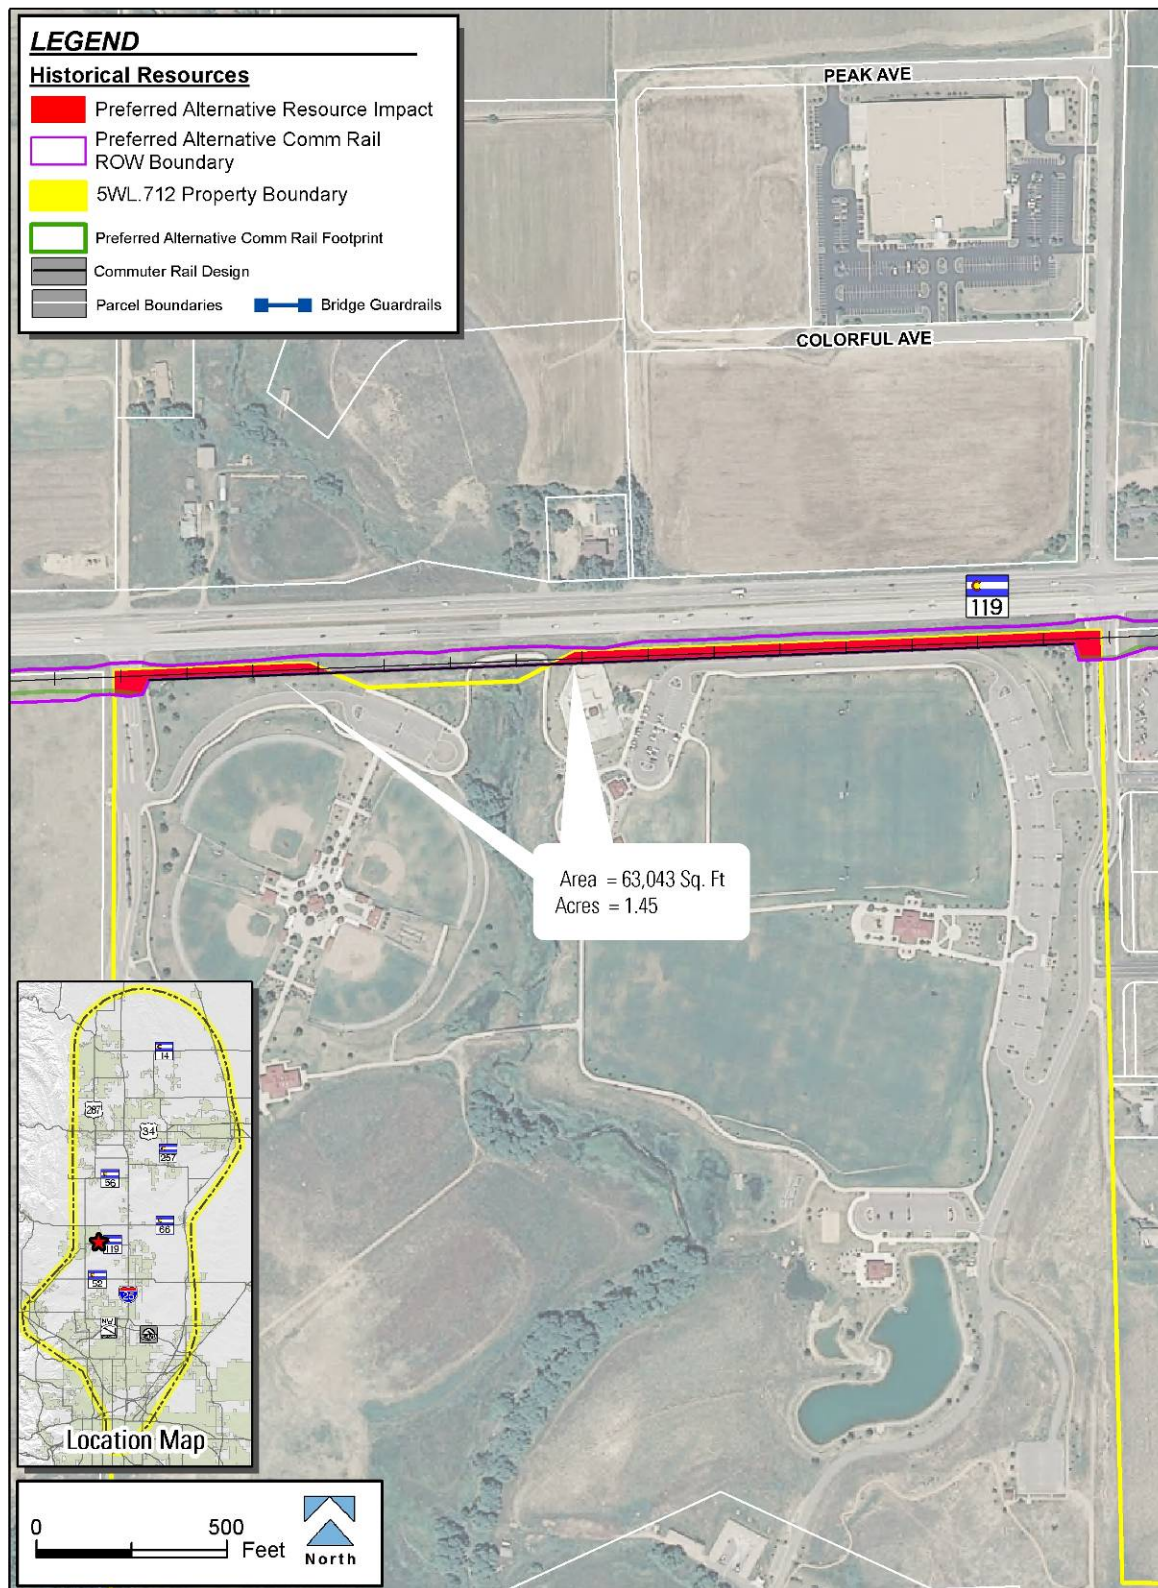 LEGEND
Historical Resources
Preferred Alternative Resource Impact
Preferred Alternative Comm Rail
ROW Boundary
5WL.712 Property Boundary
Preferred Alternative Comm Rail Footprint
Commuter Rail Design
Parcel Boundaries
Bridge Guardrails
PEAK AVE
COLORFUL AVE
119
Area = 63,043 Sq. Ft
Acres = 1.45
14
287
34
257
56
66
119
52
25
Location Map
0
500
Feet
North